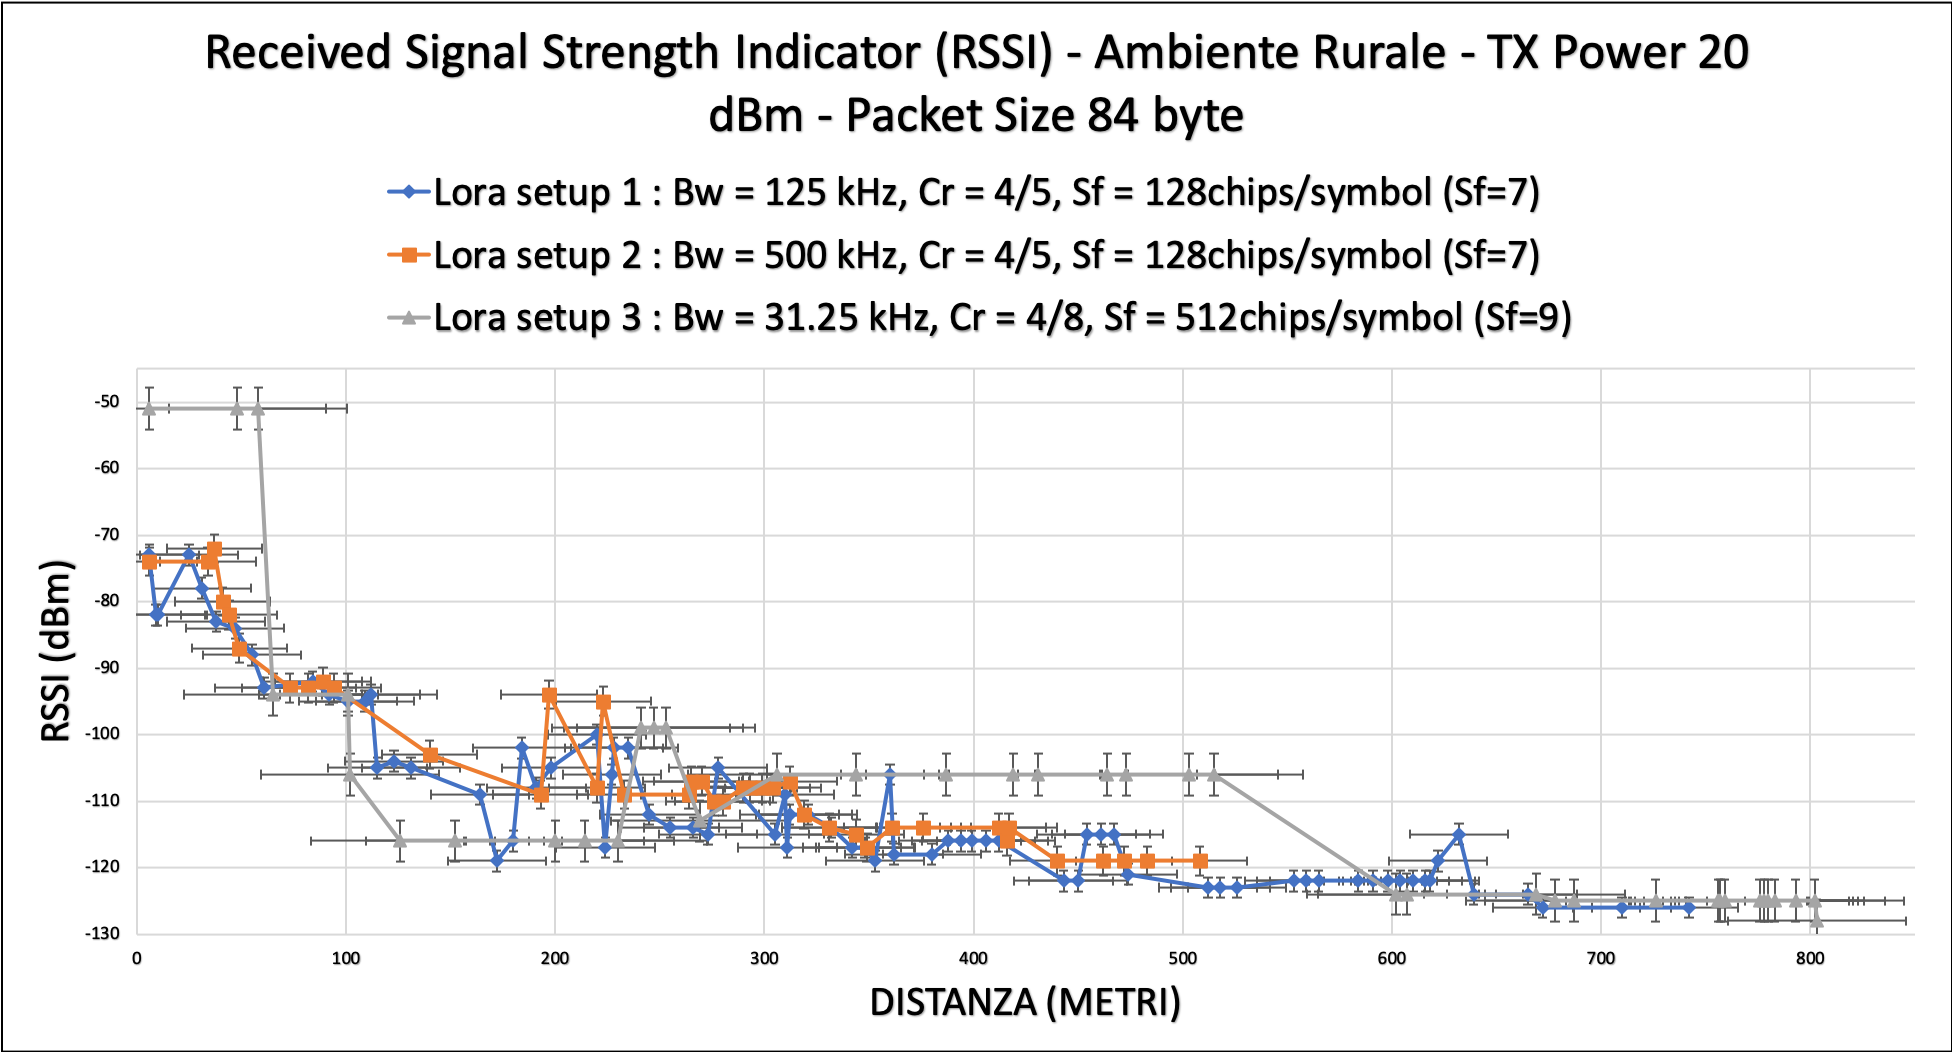 Received Signal Strength Indicator (RSSI) - Ambiente Rurale - TX Power 20
dBm - Packet Size 84 byte
Lora setup 1 : Bw = 125 kHz, Cr = 4/5, Sf = 128chips/symbol (Sf=7)
Lora setup 2 : Bw = 500 kHz, Cr = 4/5, Sf = 128chips/symbol (Sf=7)
Lora setup 3 : Bw = 31.25 kHz, Cr = 4/8, Sf = 512chips/symbol (Sf=9)
RSSI (dBm)
-50
-60
-70
-80
-90
-100
-110
-120
-130
0 100 200 300 400 500 600 700 800
DISTANZA (METRI)